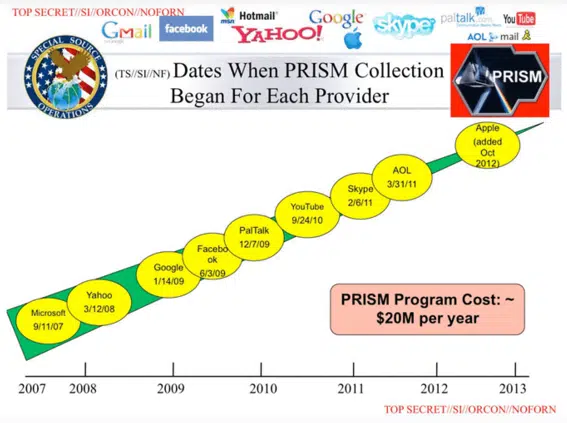 TOP SECRET//SI//ORCON//NOFORN
Gmail
facebook
msn
Hotmail
YAHOO!
Google
skype
paltalk.com
YouTube
AOL mail
SPECIAL SOURCE
OPERATIONS
(TS//SI//NF) Dates When PRISM Collection
Began For Each Provider
PRISM
Microsoft
9/11/07
Yahoo
3/12/08
Google
1/14/09
Facebo
ok
6/3/09
PalTalk
12/7/09
YouTube
9/24/10
Skype
2/6/11
AOL
3/31/11
Apple
(added
Oct
2012)
PRISM Program Cost: ~
$20M per year
2007 2008 2009 2010 2011 2012 2013
TOP SECRET//SI//ORCON//NOFORN